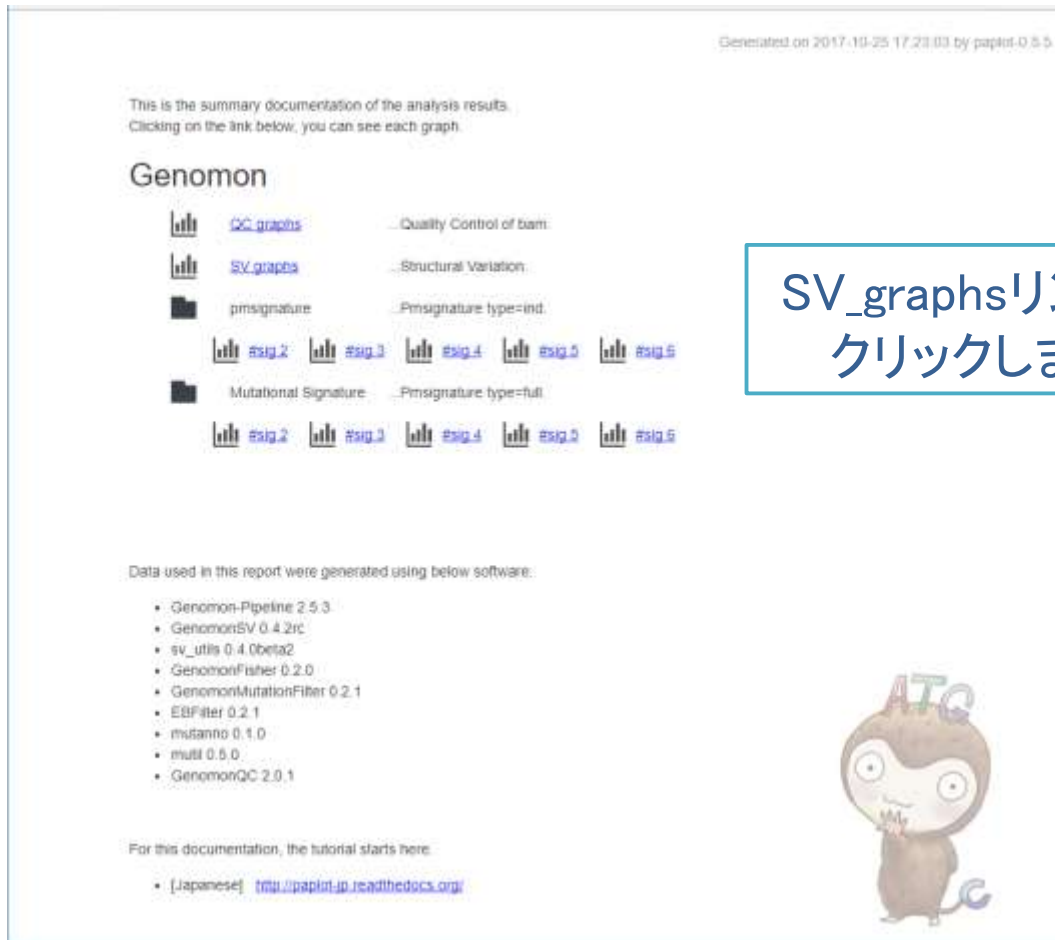 Generated on 2017-10-25 17:23:03 by paplot-0.5.5
This is the summary documentation of the analysis results.
Clicking on the link below, you can see each graph.
Genomon
QC graphs ...Quality Control of bam.
SV graphs ...Structural Variation.
pmsignature ...Pmsignature type=ind.
#sig.2 #sig.3 #sig.4 #sig.5 #sig.6
Mutational Signature ...Pmsignature type=full.
#sig.2 #sig.3 #sig.4 #sig.5 #sig.6
SV_graphsリン
クリックしま
Data used in this report were generated using below software.
• Genomon-Pipeline 2.5.3
• GenomonSV 0.4.2rc
• sv_utils 0.4.0beta2
• GenomonFisher 0.2.0
• GenomonMutationFilter 0.2.1
• EBFilter 0.2.1
• mutanno 0.1.0
• mutil 0.5.0
• GenomonQC 2.0.1
For this documentation, the tutorial starts here.
• [Japanese] http://paplot-jp.readthedocs.org/
ATGC